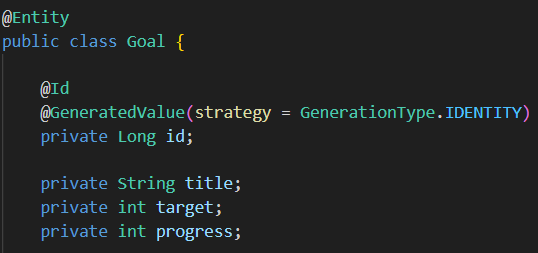 @Entity
public class Goal {
@Id
@GeneratedValue(strategy = GenerationType.IDENTITY)
private Long id;
private String title;
private int target;
private int progress;